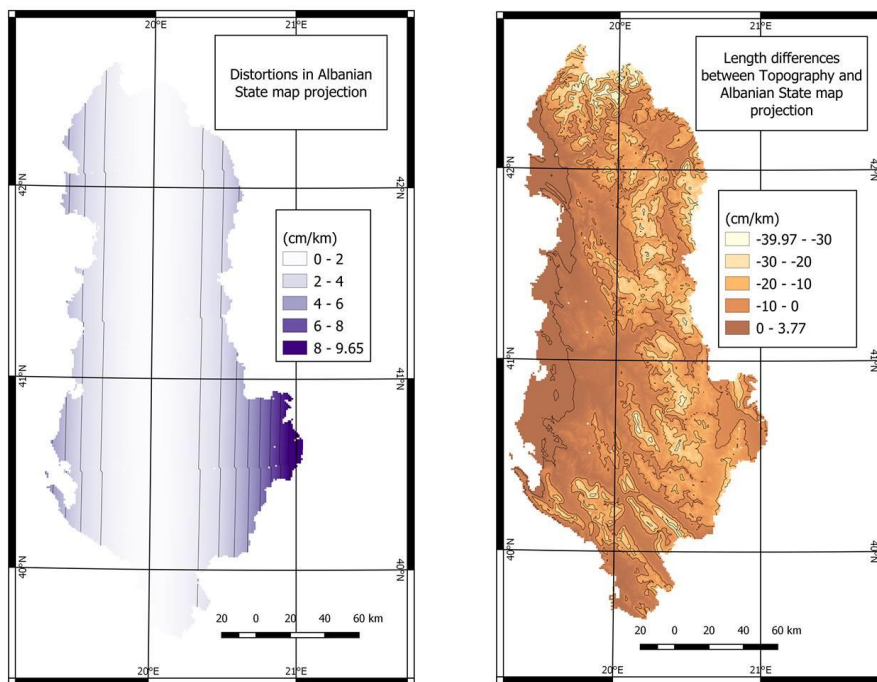 20°E
21°E
Distortions in Albanian
State map projection
42°N
42°N
(cm/km)
0 - 2
2 - 4
4 - 6
6 - 8
8 - 9.65
41°N
41°N
40°N
40°N
20 0 20 40 60 km
20°E
21°E
20°E
21°E
Length differences
between Topography and
Albanian State map
projection
42°N
42°N
(cm/km)
-39.97 - -30
-30 - -20
-20 - -10
-10 - 0
0 - 3.77
41°N
41°N
40°N
40°N
20 0 20 40 60 km
20°E
21°E